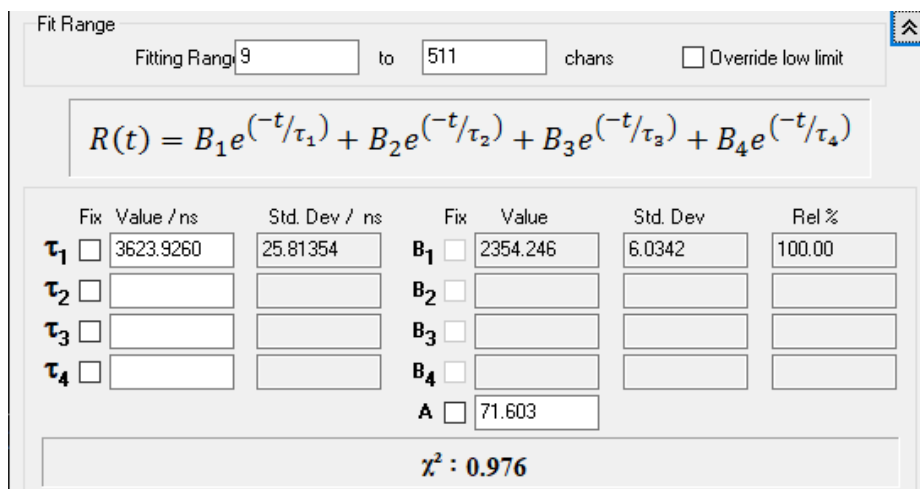 Fit Range
Fitting Rang 9 to 511 chans Override low limit
R(t) = B₁e^(-t/τ₁) + B₂e^(-t/τ₂) + B₃e^(-t/τ₃) + B₄e^(-t/τ₄)
Fix Value / ns Std. Dev / ns Fix Value Std. Dev Rel %
τ₁ 3623.9260 25.81354 B₁ 2354.246 6.0342 100.00
τ₂ B₂
τ₃ B₃
τ₄ B₄
A 71.603
χ² : 0.976